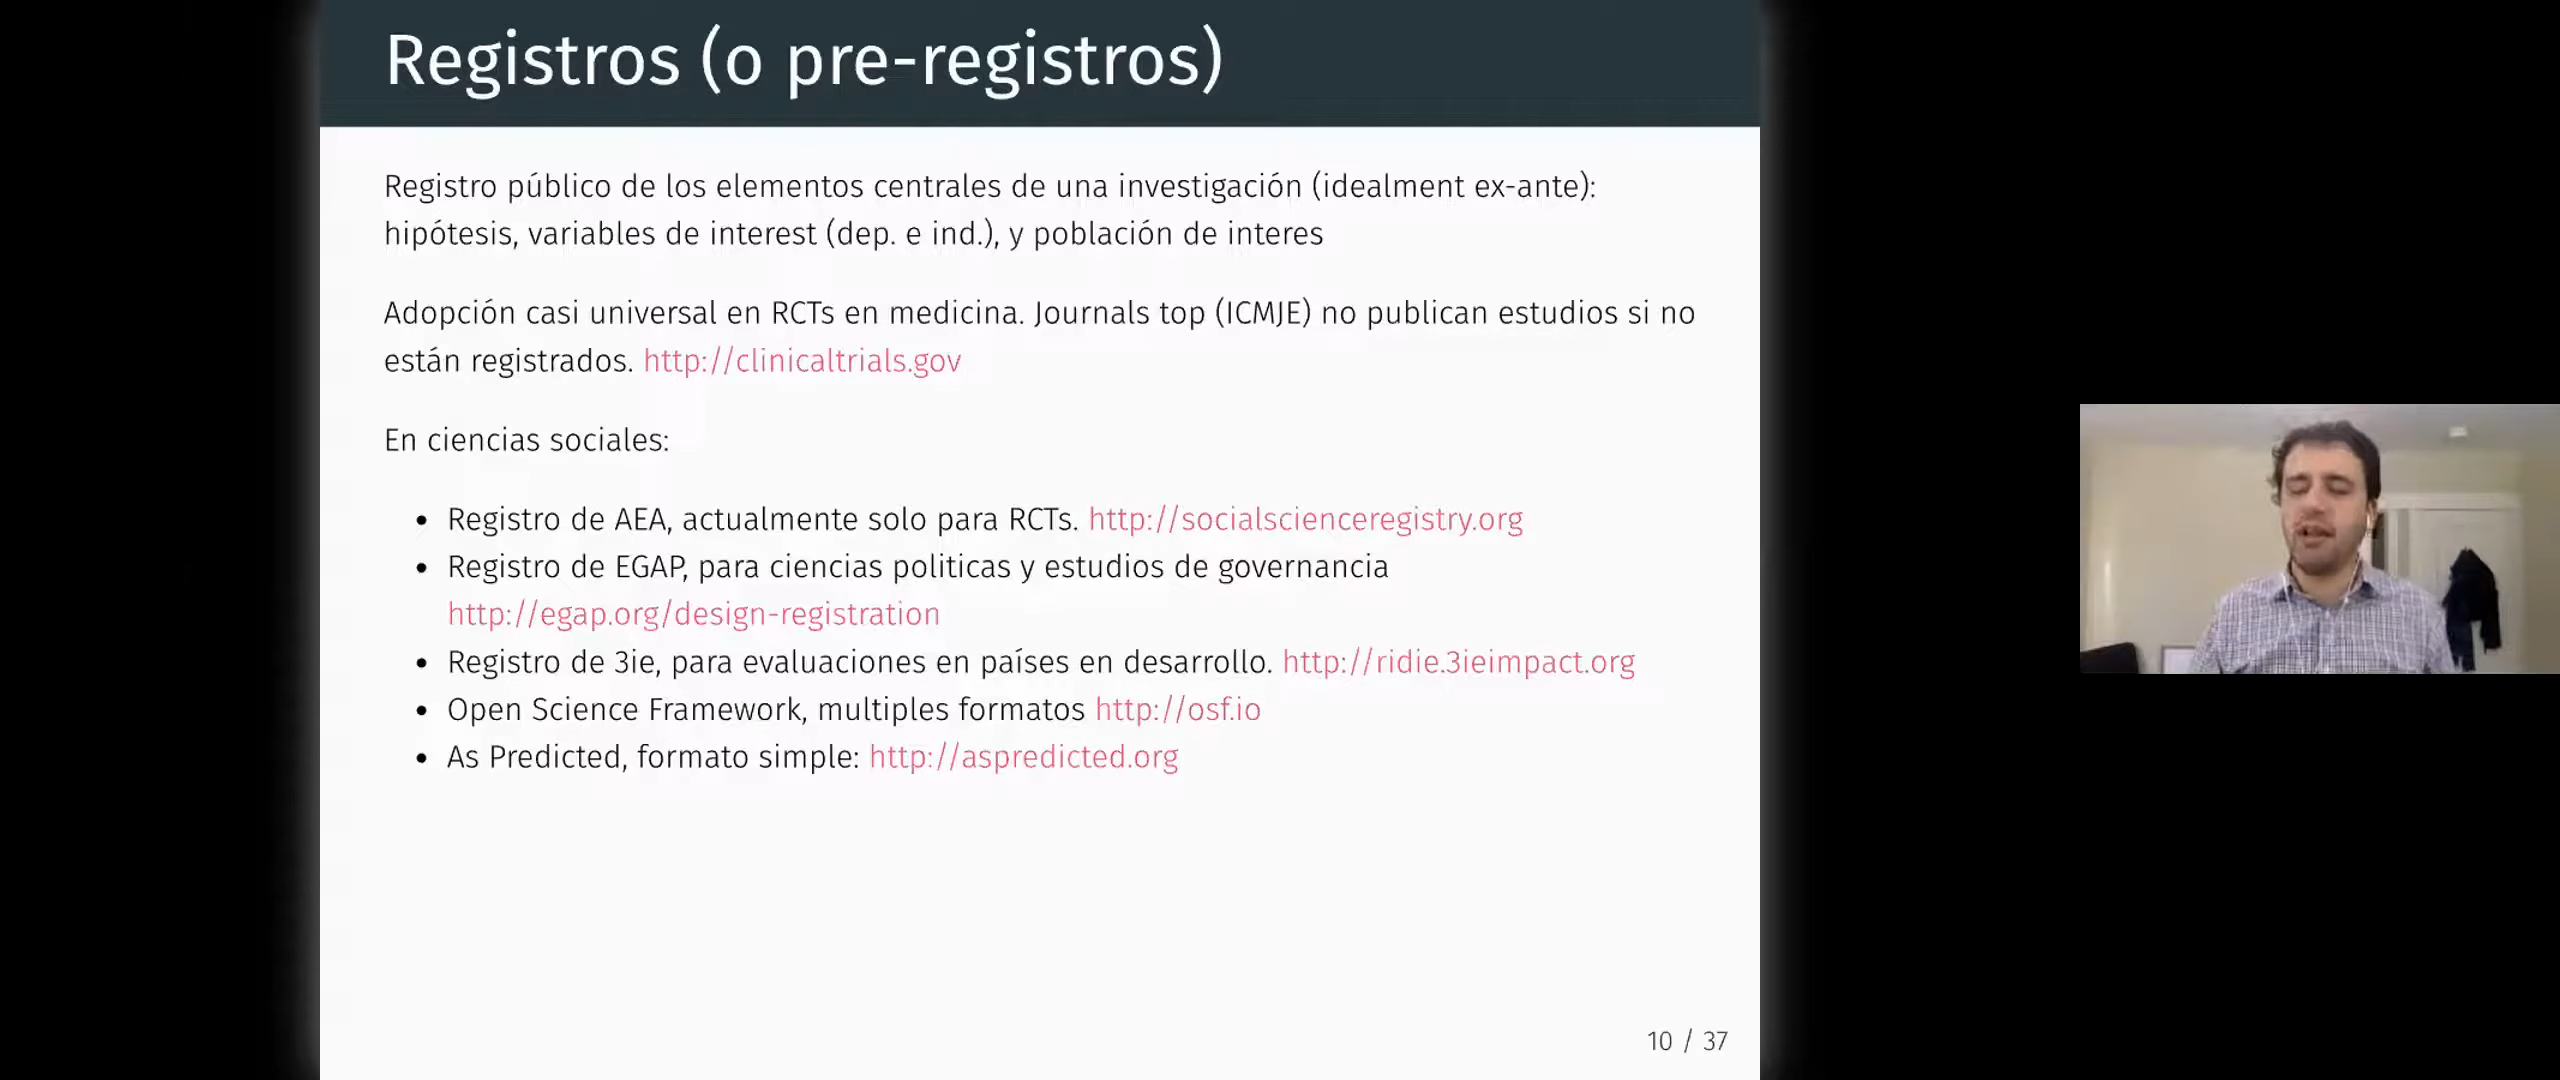 Registros (o pre-registros)
Registro público de los elementos centrales de una investigación (idealment ex-ante):
hipótesis, variables de interest (dep. e ind.), y población de interes
Adopción casi universal en RCTs en medicina. Journals top (ICMJE) no publican estudios si no
están registrados. http://clinicaltrials.gov
En ciencias sociales:
• Registro de AEA, actualmente solo para RCTs. http://socialscienceregistry.org
• Registro de EGAP, para ciencias politicas y estudios de governancia
http://egap.org/design-registration
• Registro de 3ie, para evaluaciones en países en desarrollo. http://ridie.3ieimpact.org
• Open Science Framework, multiples formatos http://osf.io
• As Predicted, formato simple: http://aspredicted.org
10 / 37